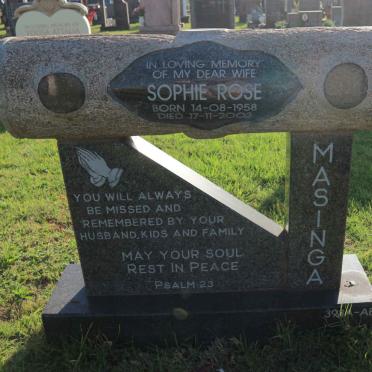 IN LOVING MEMORY
OF MY DEAR WIFE
SOPHIE ROSE
BORN 14-08-1958
DIED 17-11-2003
MASINGA
YOU WILL ALWAYS
BE MISSED AND
REMEMBERED BY YOUR
HUSBAND, KIDS AND FAMILY
MAY YOUR SOUL
REST IN PEACE
PSALM 23